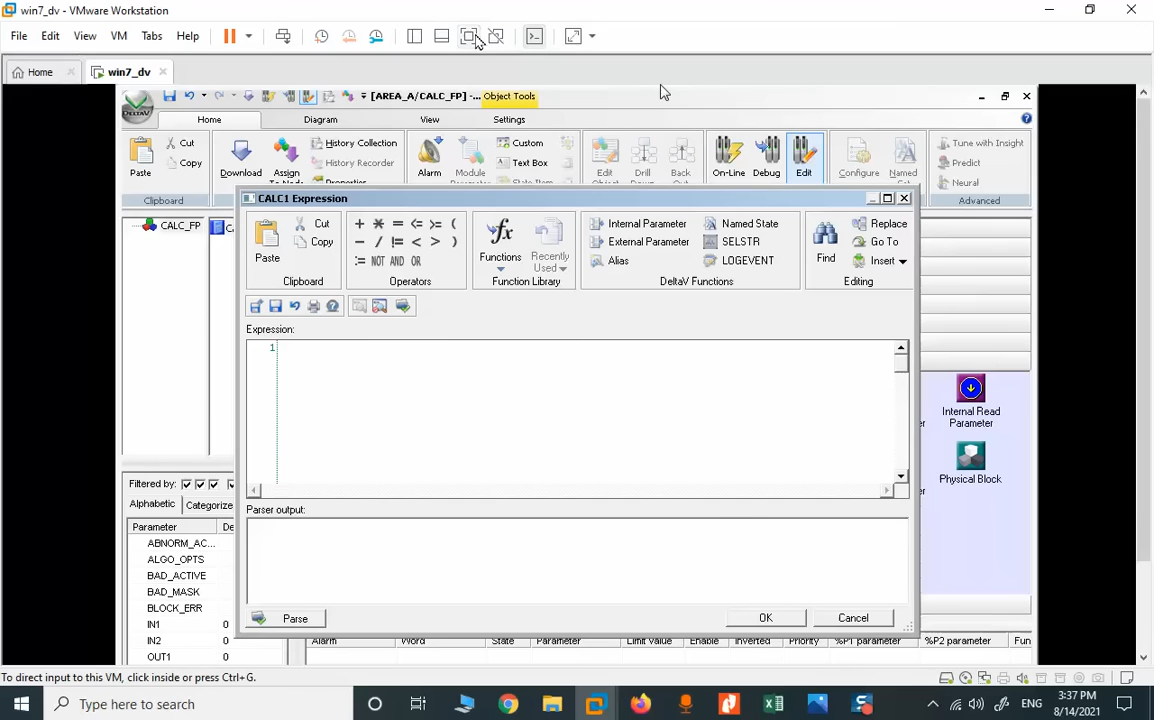 win7_dv - VMware Workstation
File Edit View VM Tabs Help
Home win7_dv
DELTAV [AREA_A/CALC_FP] -... Object Tools
Home Diagram View Settings
Paste Cut Copy Download Assign History Collection History Recorder Alarm Module Custom Text Box Edit Drill Back On-Line Debug Edit Configure Named Tune with Insight Predict Neural
Clipboard Advanced
CALC1 Expression
CALC_FP
Paste Cut Copy
+ * = <= >= (
- / != < > )
:= NOT AND OR
Functions Recently Used
Internal Parameter Named State
External Parameter SELSTR
Alias LOGEVENT
Find Replace
Go To
Insert
Clipboard Operators Function Library DeltaV Functions Editing
Expression:
1
Internal Read Parameter
Physical Block
Filtered by:
Alphabetic Categorize
Parameter De
ABNORM_AC...
ALGO_OPTS
BAD_ACTIVE
BAD_MASK
BLOCK_ERR
IN1 0
IN2 0
OUT1 0
Parser output:
Parse OK Cancel
Alarm Word State Parameter Limit Value Enable Inverted Priority %P1 parameter %P2 parameter Fun
To direct input to this VM, click inside or press Ctrl+G.
Type here to search
ENG
3:37 PM
8/14/2021